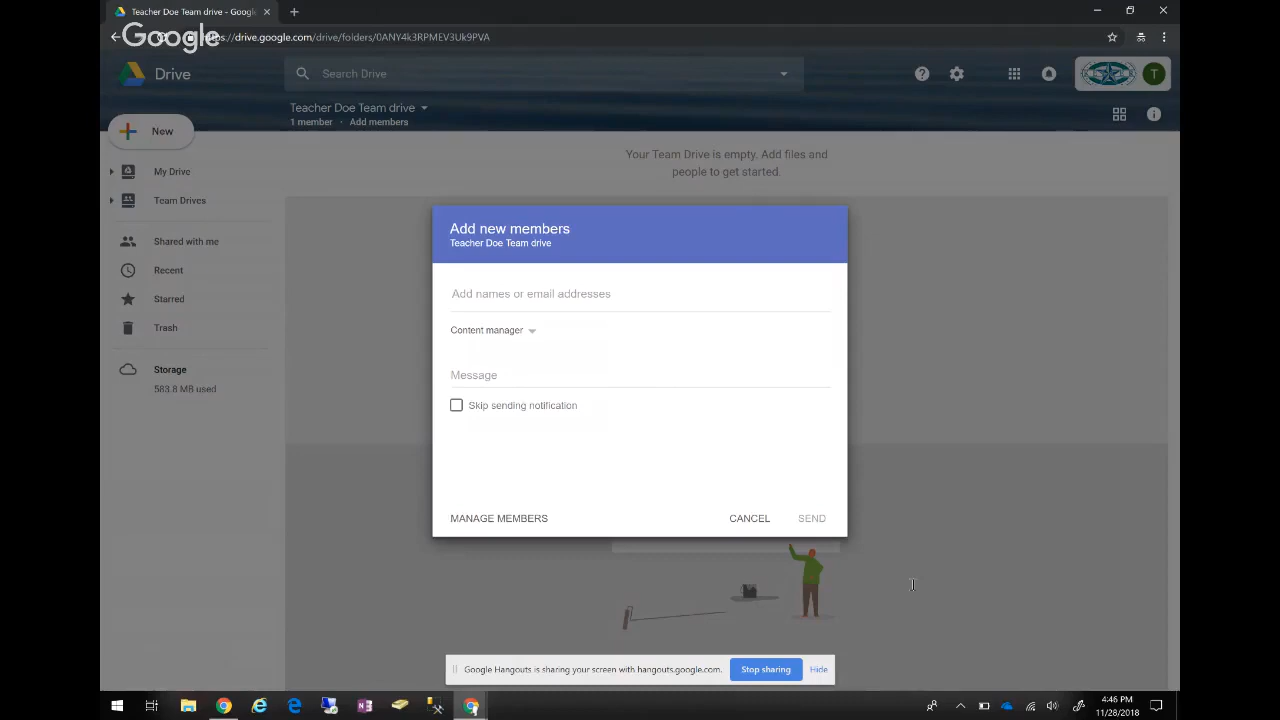 Teacher Doe Team drive - Googl
Google
https://drive.google.com/drive/folders/0ANY4k3RPMEV3Uk9PVA
Drive
Search Drive
T
Teacher Doe Team drive
1 member • Add members
New
Your Team Drive is empty. Add files and
people to get started.
My Drive
Team Drives
Shared with me
Recent
Starred
Trash
Storage
583.8 MB used
Add new members
Teacher Doe Team drive
Add names or email addresses
Content manager
Message
Skip sending notification
MANAGE MEMBERS
CANCEL
SEND
Google Hangouts is sharing your screen with hangouts.google.com.
Stop sharing
Hide
4:46 PM
11/28/2018